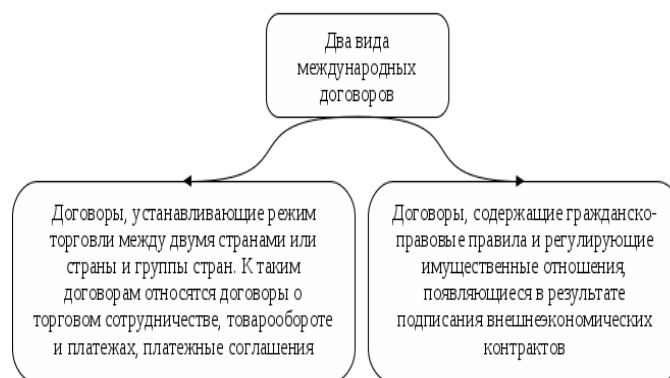 Два вида
международных
договоров
Договоры, устанавливающие режим
торговли между двумя странами или
страны и группы стран. К таким
договорам относятся договоры о
торговом сотрудничестве, товарообороте
и платежах, платежные соглашения
Договоры, содержащие гражданско-
правовые правила и регулирующие
имущественные отношения,
появляющиеся в результате
подписания внешнеэкономических
контрактов